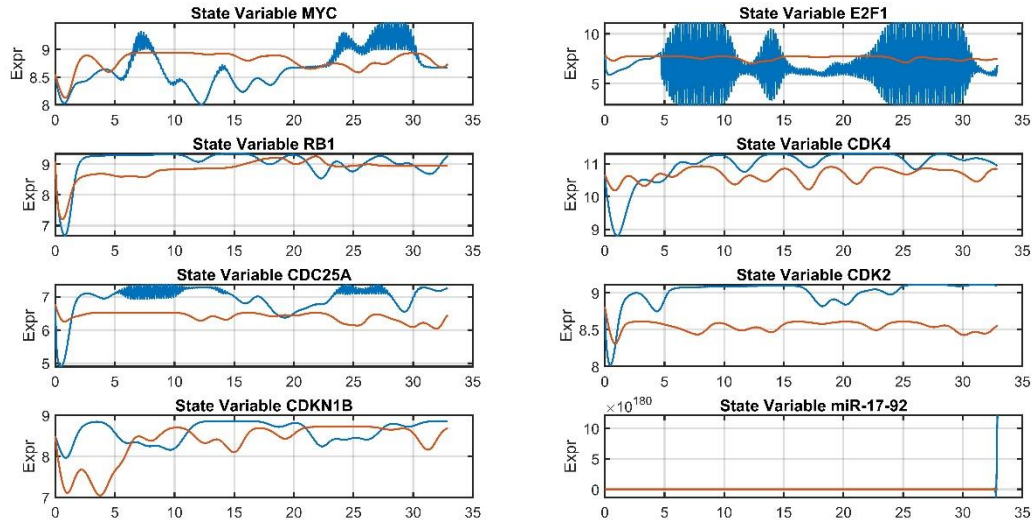 State Variable MYC
Expr
9
8.5
8
0 5 10 15 20 25 30 35
State Variable E2F1
Expr
10
5
0 5 10 15 20 25 30 35
State Variable RB1
Expr
9
8
7
0 5 10 15 20 25 30 35
State Variable CDK4
Expr
11
10
9
0 5 10 15 20 25 30 35
State Variable CDC25A
Expr
7
6
5
0 5 10 15 20 25 30 35
State Variable CDK2
Expr
9
8.5
8
0 5 10 15 20 25 30 35
State Variable CDKN1B
Expr
9
8
7
0 5 10 15 20 25 30 35
×10^180
State Variable miR-17-92
Expr
10
5
0
0 5 10 15 20 25 30 35